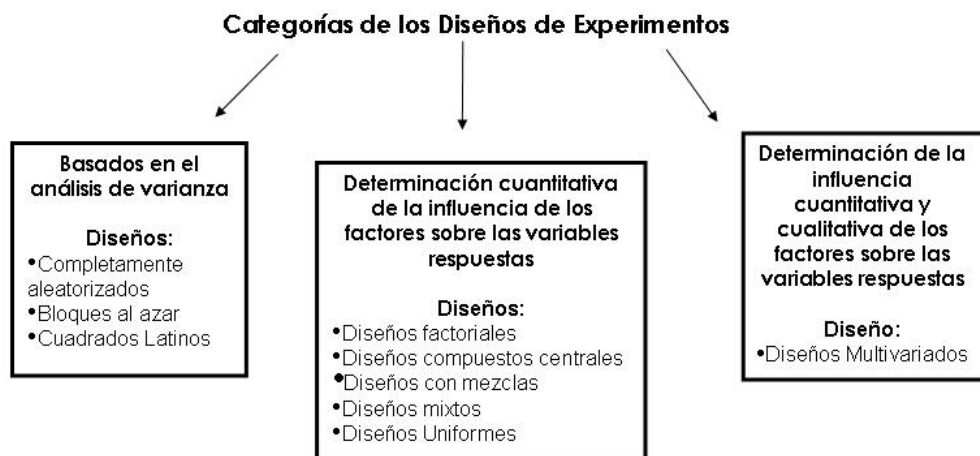 Categorías de los Diseños de Experimentos
Basados en el
análisis de varianza
Diseños:
•Completamente
aleatorizados
•Bloques al azar
•Cuadrados Latinos
Determinación cuantitativa
de la influencia de los
factores sobre las variables
respuestas
Diseños:
•Diseños factoriales
•Diseños compuestos centrales
•Diseños con mezclas
•Diseños mixtos
•Diseños Uniformes
Determinación de la
influencia
cuantitativa y
cualitativa de los
factores sobre las
variables respuestas
Diseño:
•Diseños Multivariados